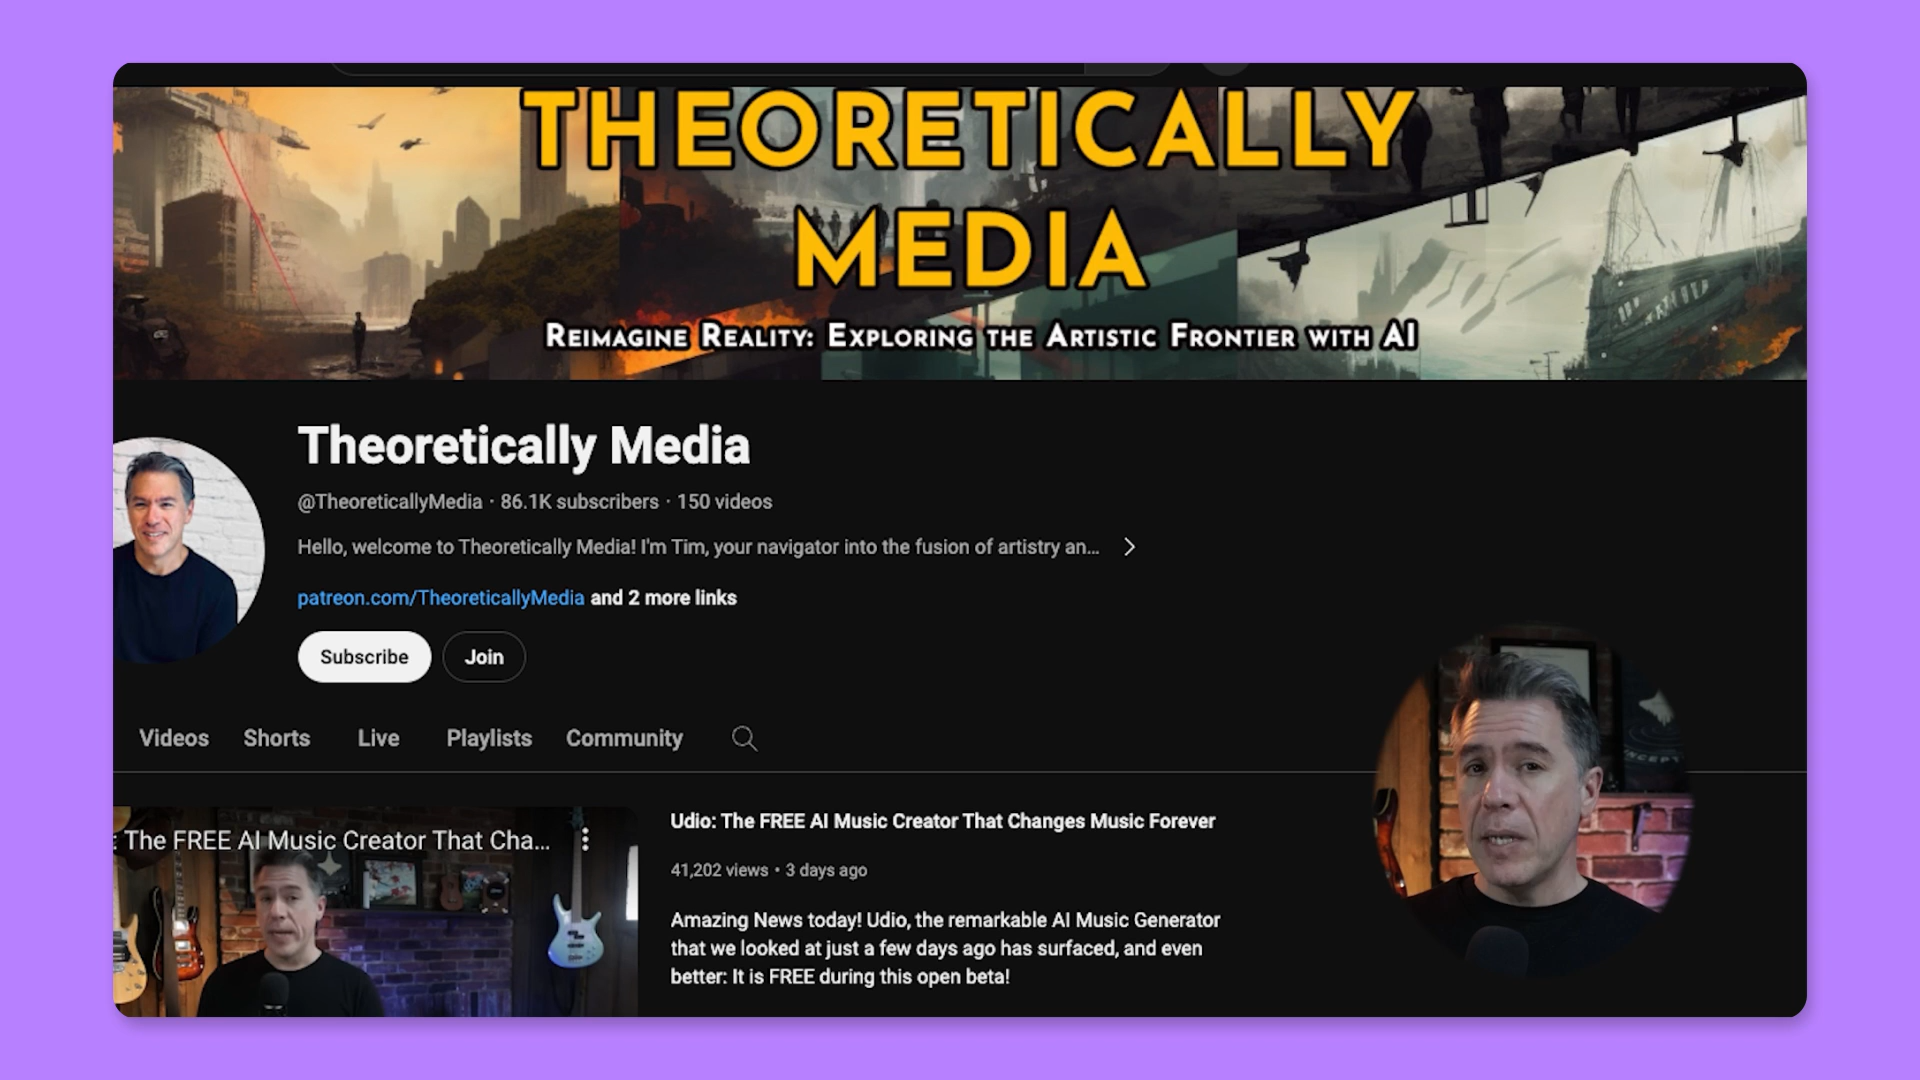 THEORETICALLY
MEDIA
Reimagine Reality: Exploring the Artistic Frontier with AI
Theoretically Media
@TheoreticallyMedia · 86.1K subscribers · 150 videos
Hello, welcome to Theoretically Media! I'm Tim, your navigator into the fusion of artistry an...
patreon.com/TheoreticallyMedia and 2 more links
Subscribe Join
Videos Shorts Live Playlists Community
: The FREE AI Music Creator That Cha...
Udio: The FREE AI Music Creator That Changes Music Forever
41,202 views • 3 days ago
Amazing News today! Udio, the remarkable AI Music Generator
that we looked at just a few days ago has surfaced, and even
better: It is FREE during this open beta!